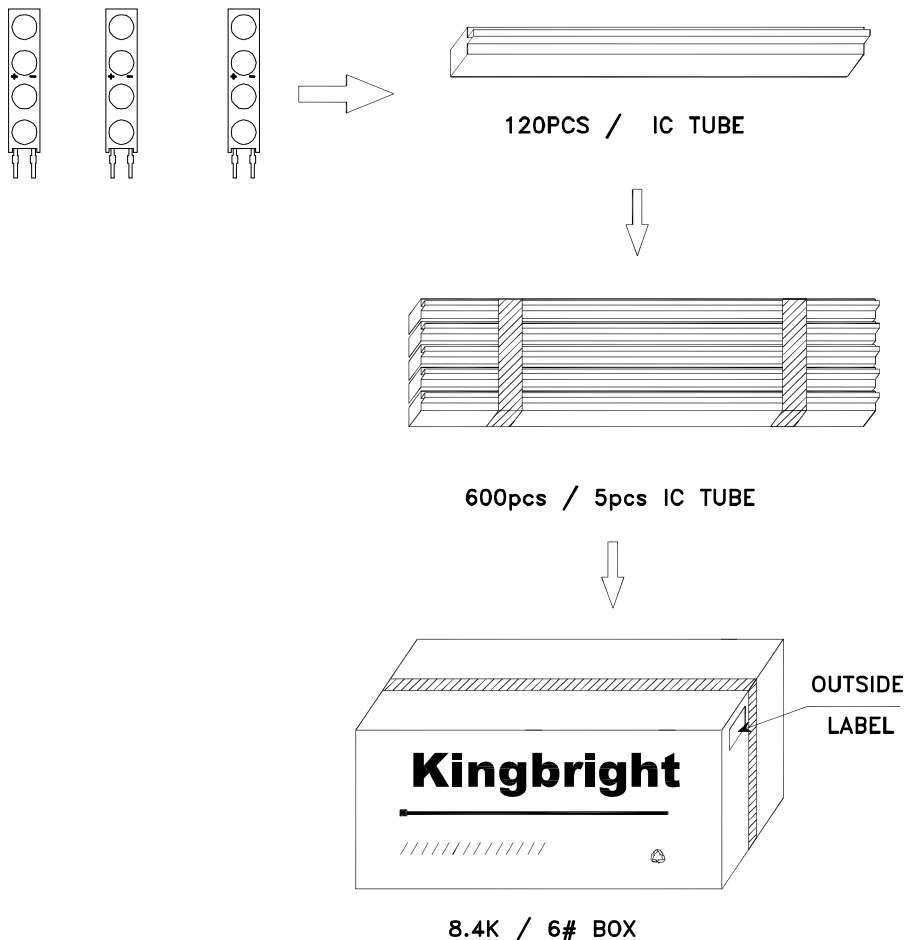 120PCS / IC TUBE
600pcs / 5pcs IC TUBE
OUTSIDE
LABEL
Kingbright
8.4K / 6# BOX